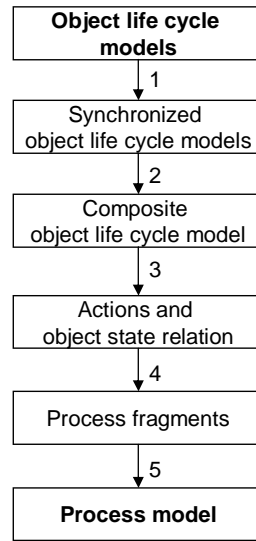 Object life cycle
models
1
Synchronized
object life cycle models
2
Composite
object life cycle model
3
Actions and
object state relation
4
Process fragments
5
Process model